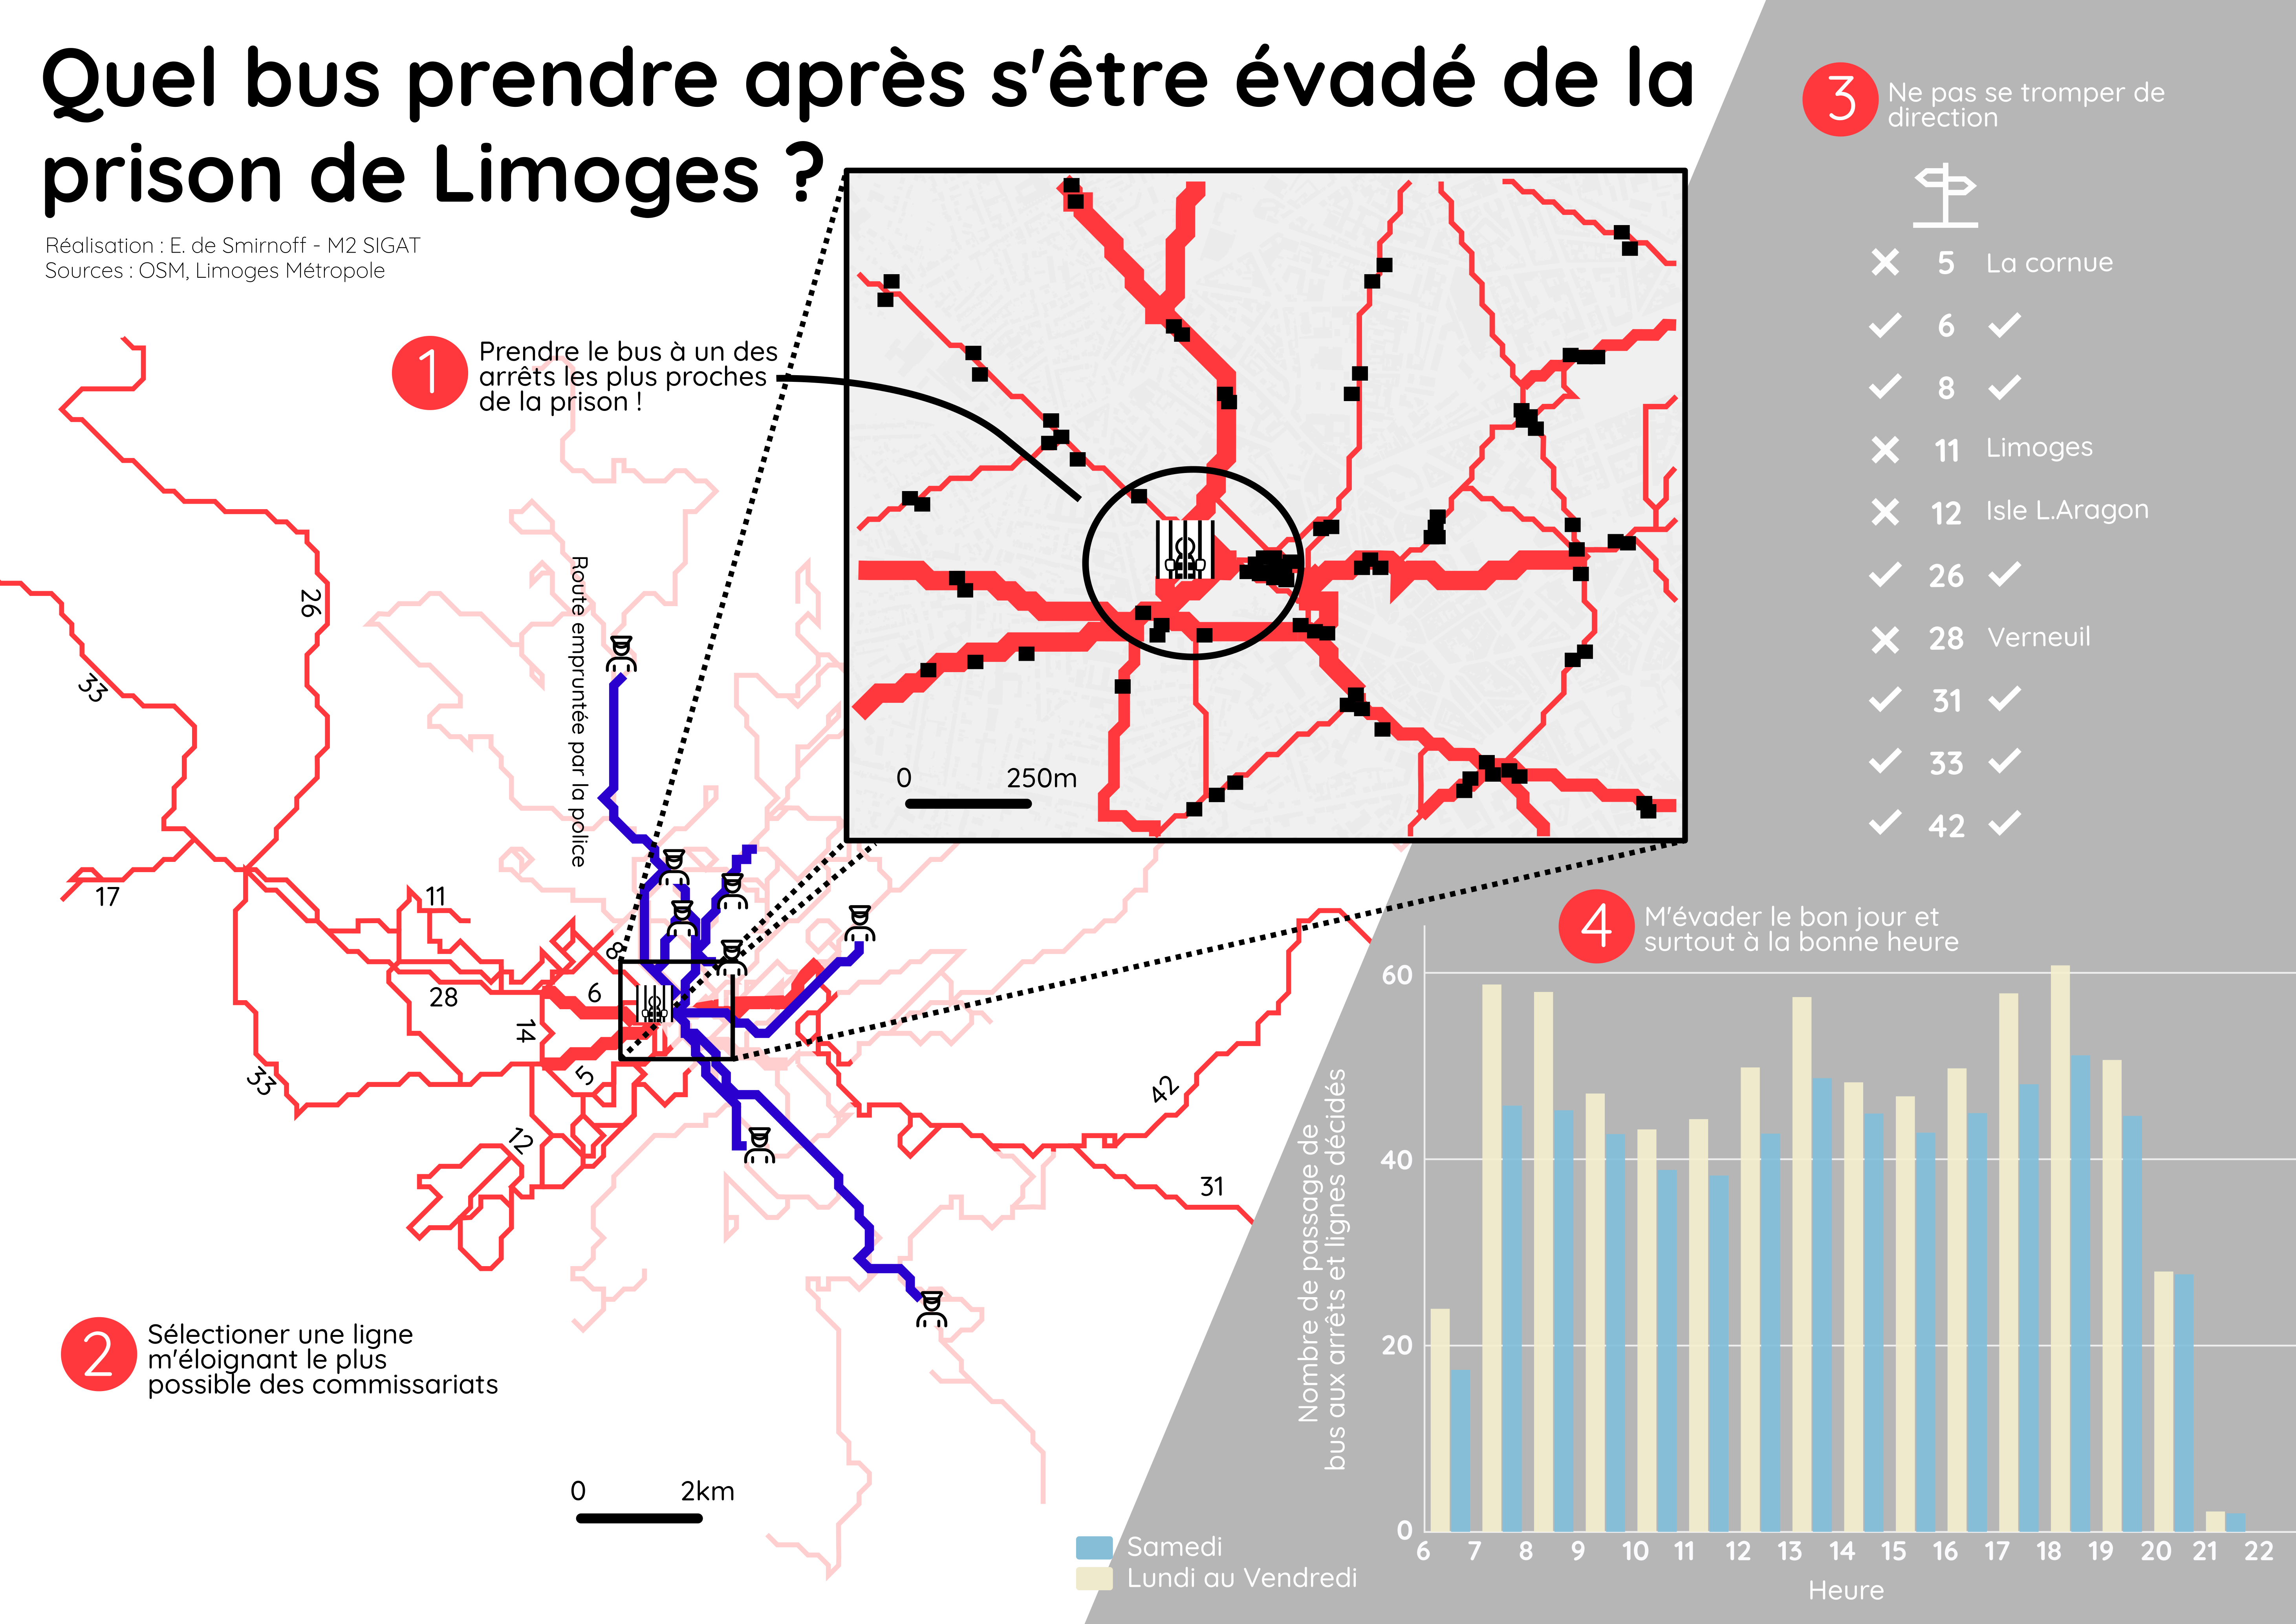 Quel bus prendre après s'être évadé de la
prison de Limoges ?
Réalisation : E. de Smirnoff - M2 SIGAT
Sources : OSM, Limoges Métropole
1
Prendre le bus à un des
arrêts les plus proches
de la prison !
0 250m
Route empruntée par la police
26
33
17
11
28
8
6
14
33
5
12
42
31
2
Sélectioner une ligne
m'éloignant le plus
possible des commissariats
0 2km
3
Ne pas se tromper de
direction
5 La cornue
6
8
11 Limoges
12 Isle L.Aragon
26
28 Verneuil
31
33
42
4
M'évader le bon jour et
surtout à la bonne heure
Nombre de passage de
bus aux arrêts et lignes décidés
60
40
20
0
6 7 8 9 10 11 12 13 14 15 16 17 18 19 20 21 22
Heure
Samedi
Lundi au Vendredi